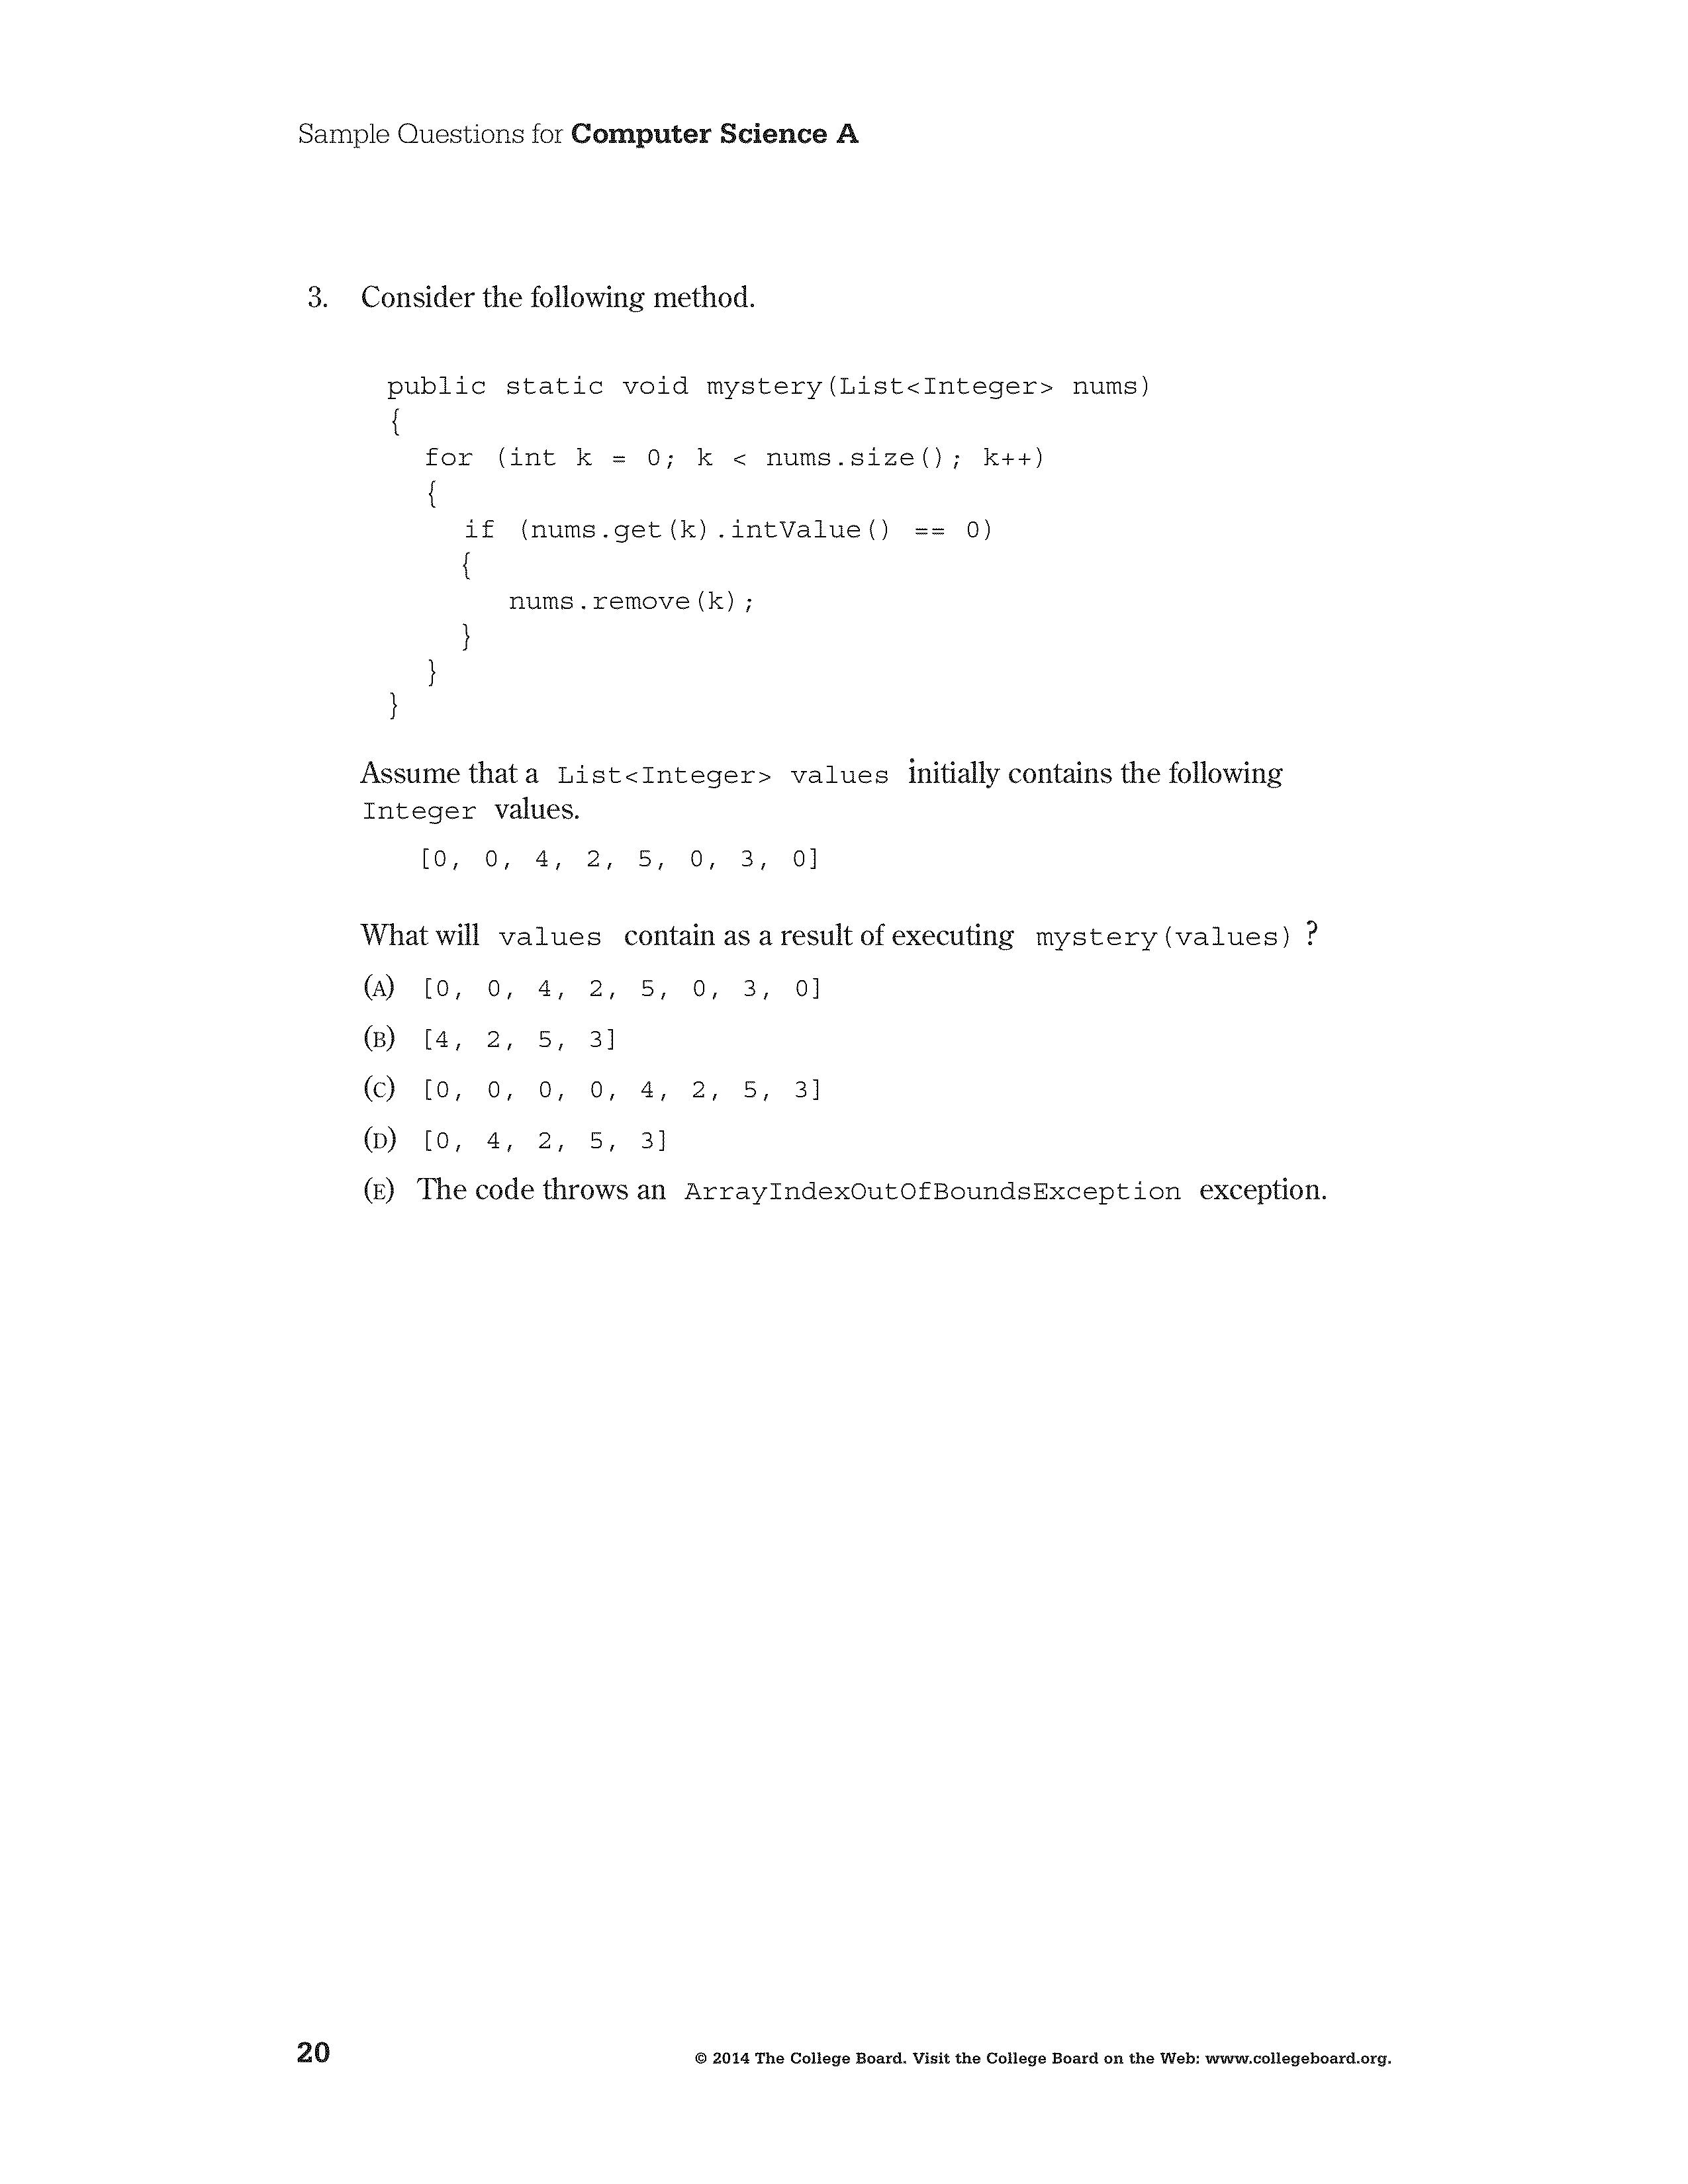 Sample Questions for Computer Science A
3. Consider the following method.
public static void mystery(List<Integer> nums)
{
for (int k = 0; k < nums.size(); k++)
{
if (nums.get(k).intValue() == 0)
{
nums.remove(k);
}
}
}
Assume that a List<Integer> values initially contains the following
Integer values.
[0, 0, 4, 2, 5, 0, 3, 0]
What will values contain as a result of executing mystery(values) ?
(A) [0, 0, 4, 2, 5, 0, 3, 0]
(B) [4, 2, 5, 3]
(C) [0, 0, 0, 0, 4, 2, 5, 3]
(D) [0, 4, 2, 5, 3]
(E) The code throws an ArrayIndexOutOfBoundsException exception.
20 © 2014 The College Board. Visit the College Board on the Web: www.collegeboard.org.